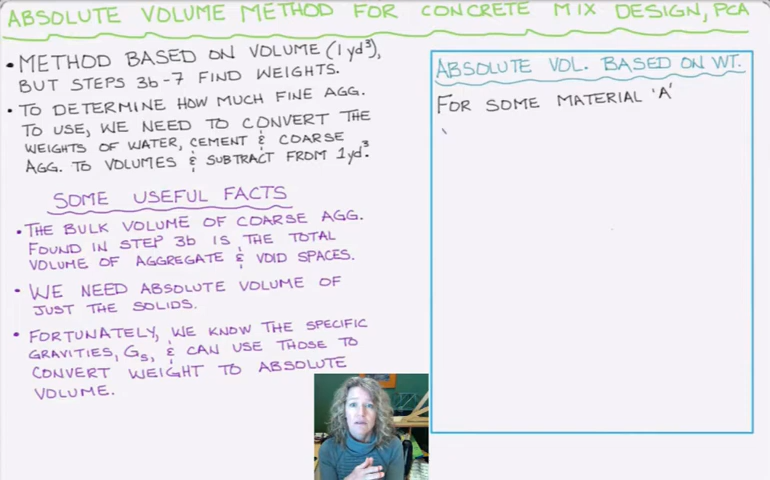 ABSOLUTE VOLUME METHOD FOR CONCRETE MIX DESIGN, PCA
• METHOD BASED ON VOLUME (1 yd³),
BUT STEPS 3b-7 FIND WEIGHTS.
• TO DETERMINE HOW MUCH FINE AGG.
TO USE, WE NEED TO CONVERT THE
WEIGHTS OF WATER, CEMENT & COARSE
AGG. TO VOLUMES & SUBTRACT FROM 1yd³.
SOME USEFUL FACTS
• THE BULK VOLUME OF COARSE AGG.
FOUND IN STEP 3b IS THE TOTAL
VOLUME OF AGGREGATE & VOID SPACES.
• WE NEED ABSOLUTE VOLUME OF
JUST THE SOLIDS.
• FORTUNATELY, WE KNOW THE SPECIFIC
GRAVITIES, Gs, & CAN USE THOSE TO
CONVERT WEIGHT TO ABSOLUTE
VOLUME.
ABSOLUTE VOL. BASED ON WT.
FOR SOME MATERIAL 'A'